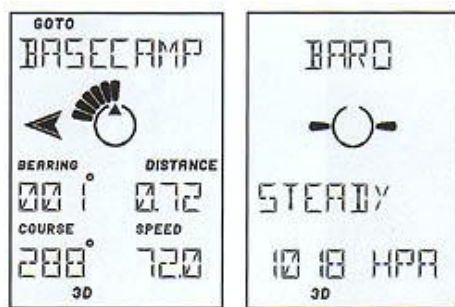 GOTO
BASECAMP
BEARING DISTANCE
001° 0.72
COURSE SPEED
288° 72.0
3D
BARO
STEADY
1018 HPA
3D